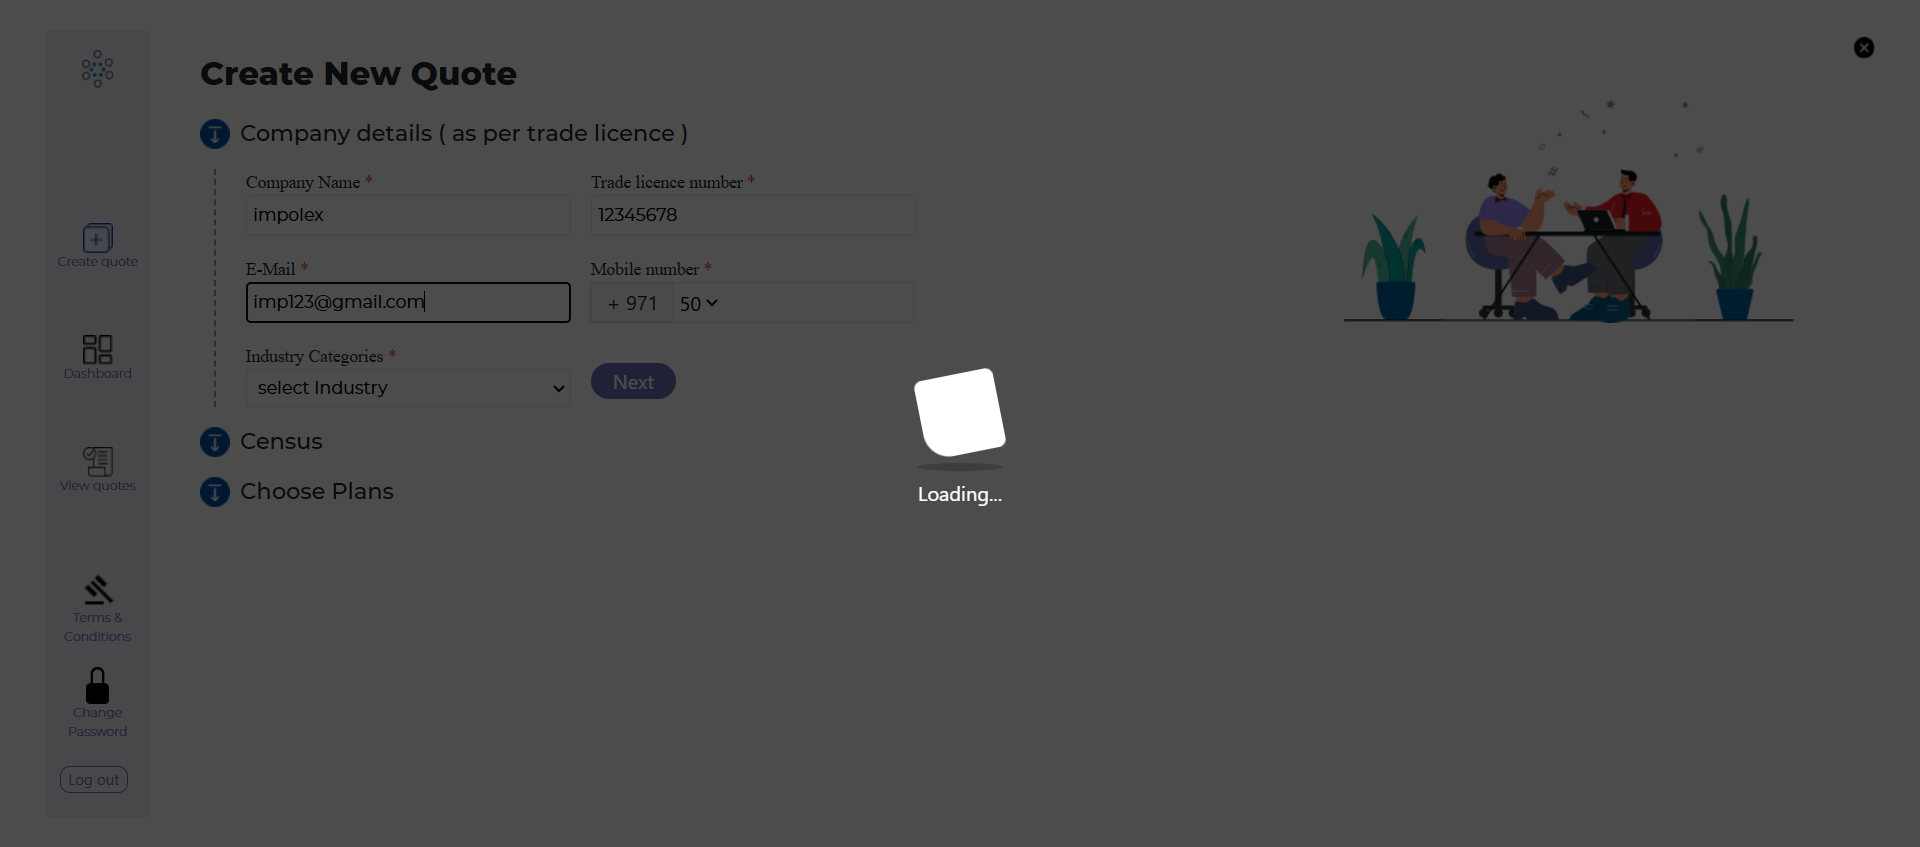 Create New Quote
Company details ( as per trade licence )
Company Name *
Trade licence number *
impolex
12345678
E-Mail *
Mobile number *
imp123@gmail.com
+ 971
50
Industry Categories *
select Industry
Next
Census
Choose Plans
Loading...
Create quote
Dashboard
View quotes
Terms &
Conditions
Change
Password
Log out